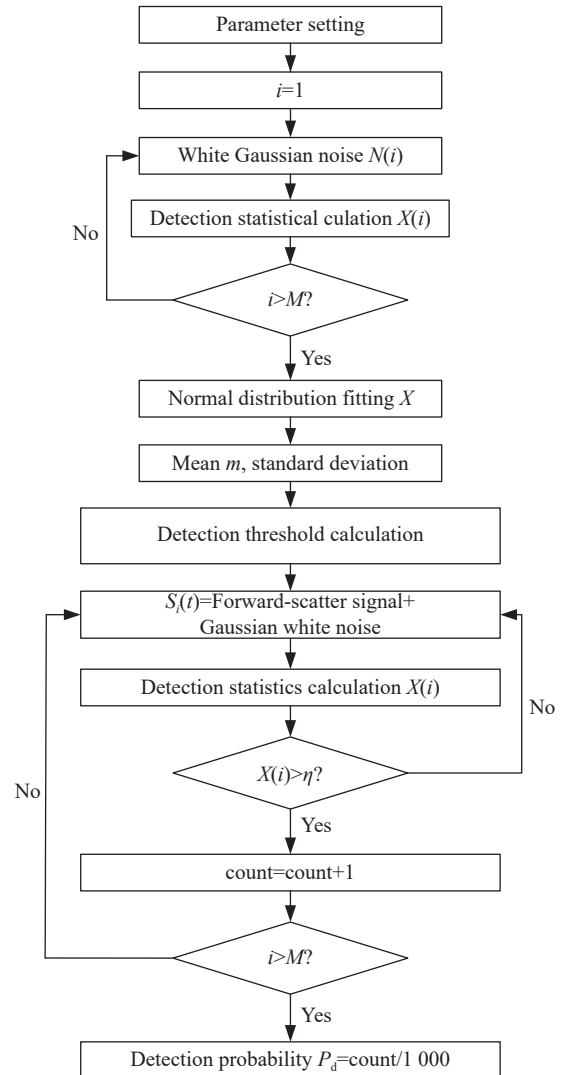 Parameter setting
i=1
White Gaussian noise N(i)
Detection statistical culation X(i)
No
i>M?
Yes
Normal distribution fitting X
Mean m, standard deviation
Detection threshold calculation
Sᵢ(t)=Forward-scatter signal+
Gaussian white noise
Detection statistics calculation X(i)
No
X(i)>η?
No
Yes
count=count+1
i>M?
Yes
Detection probability P_d=count/1 000